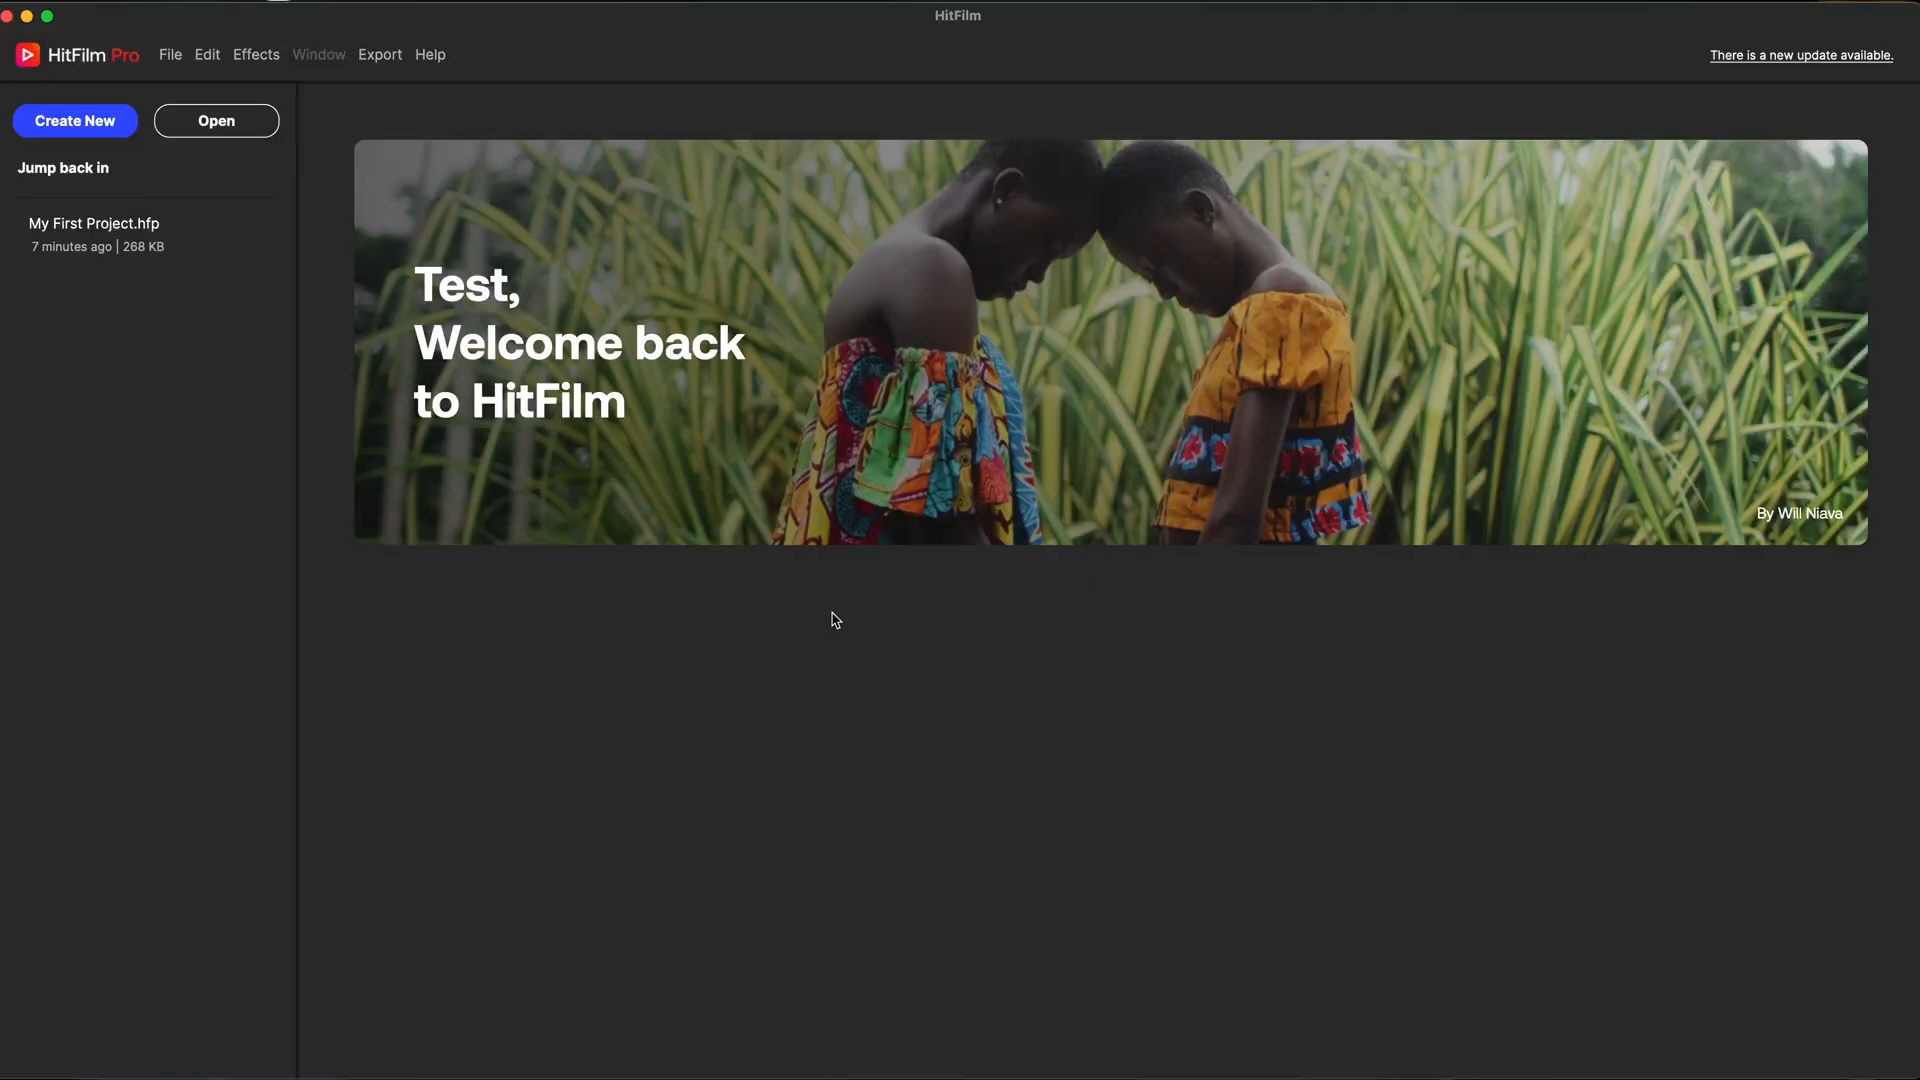 HitFilm
HitFilm Pro File Edit Effects Window Export Help
There is a new update available.
Create New Open
Jump back in
My First Project.hfp
7 minutes ago | 268 KB
Test,
Welcome back
to HitFilm
By Will Niava